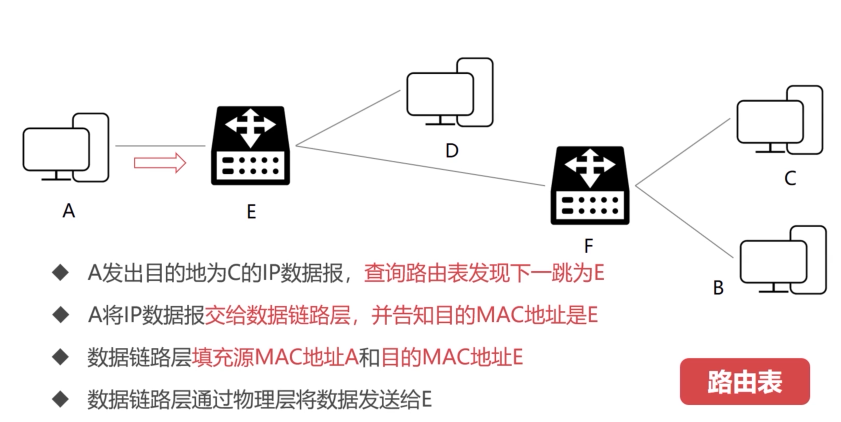 A
E
D
F
C
B
◆ A发出目的地为C的IP数据报，查询路由表发现下一跳为E
◆ A将IP数据报交给数据链路层，并告知目的MAC地址是E
◆ 数据链路层填充源MAC地址A和目的MAC地址E
◆ 数据链路层通过物理层将数据发送给E
路由表